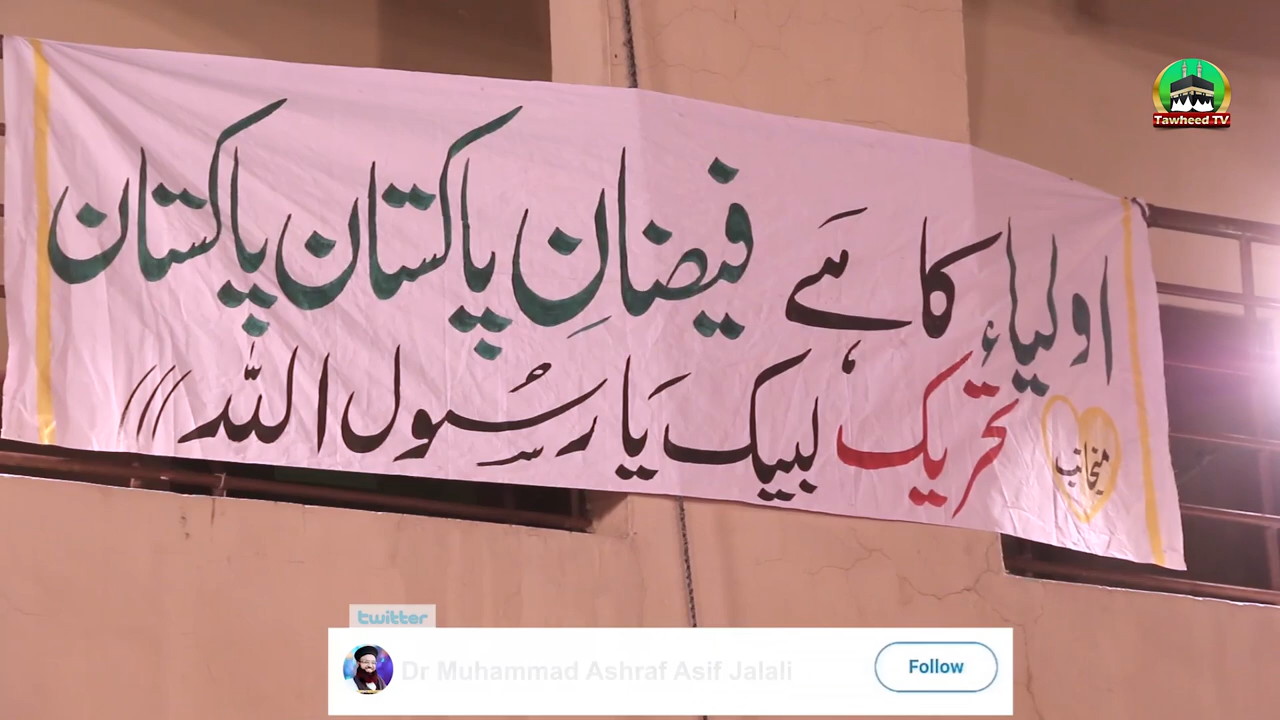 اولیاء کا ہے فیضانِ پاکستان پاکستان
منجانب تحریک لبیک یا رسول اللہ
Tawheed TV
twitter
Dr Muhammad Ashraf Asif Jalali
Follow